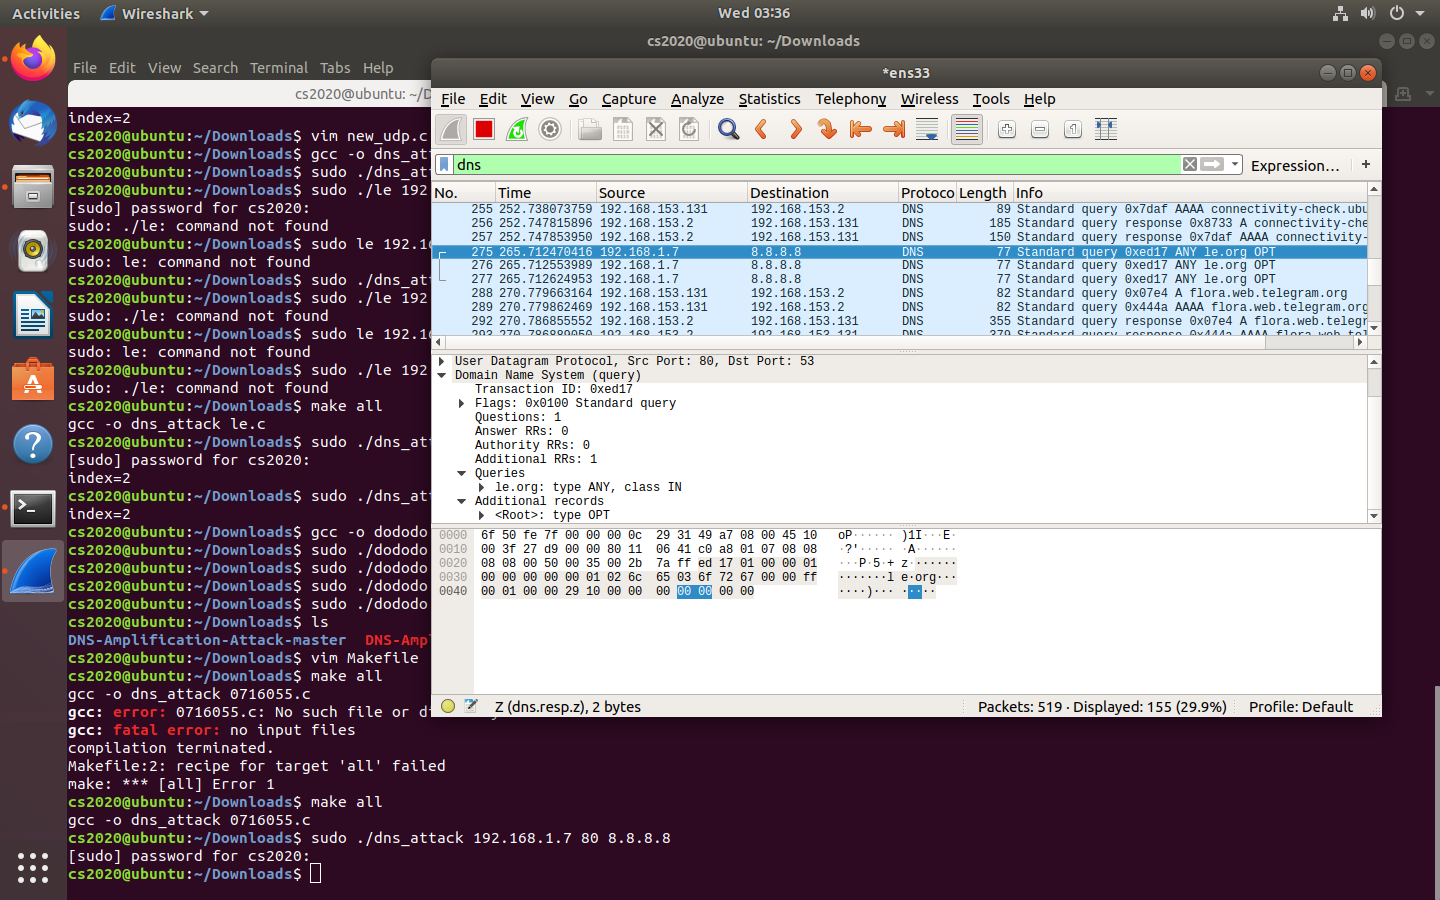 Activities
Wireshark
Wed 03:36
cs2020@ubuntu: ~/Downloads
File Edit View Search Terminal Tabs Help
cs2020@ubuntu: ~/D
index=2
cs2020@ubuntu:~/Downloads$ vim new_udp.c
cs2020@ubuntu:~/Downloads$ gcc -o dns_att
cs2020@ubuntu:~/Downloads$ sudo ./dns_att
cs2020@ubuntu:~/Downloads$ sudo ./le 192
[sudo] password for cs2020:
sudo: ./le: command not found
cs2020@ubuntu:~/Downloads$ sudo le 192.16
sudo: le: command not found
cs2020@ubuntu:~/Downloads$ sudo ./dns_att
cs2020@ubuntu:~/Downloads$ sudo ./le 192
sudo: ./le: command not found
cs2020@ubuntu:~/Downloads$ sudo le 192.16
sudo: le: command not found
cs2020@ubuntu:~/Downloads$ sudo ./le 192
sudo: ./le: command not found
cs2020@ubuntu:~/Downloads$ make all
gcc -o dns_attack le.c
cs2020@ubuntu:~/Downloads$ sudo ./dns_att
[sudo] password for cs2020:
index=2
cs2020@ubuntu:~/Downloads$ sudo ./dns_att
index=2
cs2020@ubuntu:~/Downloads$ gcc -o dododo
cs2020@ubuntu:~/Downloads$ sudo ./dododo
cs2020@ubuntu:~/Downloads$ sudo ./dododo
cs2020@ubuntu:~/Downloads$ sudo ./dododo
cs2020@ubuntu:~/Downloads$ sudo ./dododo
cs2020@ubuntu:~/Downloads$ ls
DNS-Amplification-Attack-master DNS-Ampl
cs2020@ubuntu:~/Downloads$ vim Makefile
cs2020@ubuntu:~/Downloads$ make all
gcc -o dns_attack 0716055.c
gcc: error: 0716055.c: No such file or di
gcc: fatal error: no input files
compilation terminated.
Makefile:2: recipe for target 'all' failed
make: *** [all] Error 1
cs2020@ubuntu:~/Downloads$ make all
gcc -o dns_attack 0716055.c
cs2020@ubuntu:~/Downloads$ sudo ./dns_attack 192.168.1.7 80 8.8.8.8
[sudo] password for cs2020:
cs2020@ubuntu:~/Downloads$
*ens33
File Edit View Go Capture Analyze Statistics Telephony Wireless Tools Help
dns
Expression… +
No. Time Source Destination Protoco Length Info
255 252.738073759 192.168.153.131 192.168.153.2 DNS 89 Standard query 0x7daf AAAA connectivity-check.ubu
256 252.747815896 192.168.153.2 192.168.153.131 DNS 185 Standard query response 0x8733 A connectivity-che
257 252.747853950 192.168.153.2 192.168.153.131 DNS 150 Standard query response 0x7daf AAAA connectivity-
275 265.712470416 192.168.1.7 8.8.8.8 DNS 77 Standard query 0xed17 ANY le.org OPT
276 265.712553989 192.168.1.7 8.8.8.8 DNS 77 Standard query 0xed17 ANY le.org OPT
277 265.712624953 192.168.1.7 8.8.8.8 DNS 77 Standard query 0xed17 ANY le.org OPT
288 270.779663164 192.168.153.131 192.168.153.2 DNS 82 Standard query 0x07e4 A flora.web.telegram.org
289 270.779862469 192.168.153.131 192.168.153.2 DNS 82 Standard query 0x444a AAAA flora.web.telegram.org
292 270.786855552 192.168.153.2 192.168.153.131 DNS 355 Standard query response 0x07e4 A flora.web.telegr
User Datagram Protocol, Src Port: 80, Dst Port: 53
Domain Name System (query)
Transaction ID: 0xed17
Flags: 0x0100 Standard query
Questions: 1
Answer RRs: 0
Authority RRs: 0
Additional RRs: 1
Queries
le.org: type ANY, class IN
Additional records
<Root>: type OPT
0000 6f 50 fe 7f 00 00 00 0c 29 31 49 a7 08 00 45 10 oP······ )1I···E·
0010 00 3f 27 d9 00 00 80 11 06 41 c0 a8 01 07 08 08 ·?'····· ·A······
0020 08 08 00 50 00 35 00 2b 7a ff ed 17 01 00 00 01 ···P·5·+ z·······
0030 00 00 00 00 00 01 02 6c 65 03 6f 72 67 00 00 ff ·······l e·org···
0040 00 01 00 00 29 10 00 00 00 00 00 00 00 ····)··· ·····
Z (dns.resp.z), 2 bytes
Packets: 519 · Displayed: 155 (29.9%)
Profile: Default